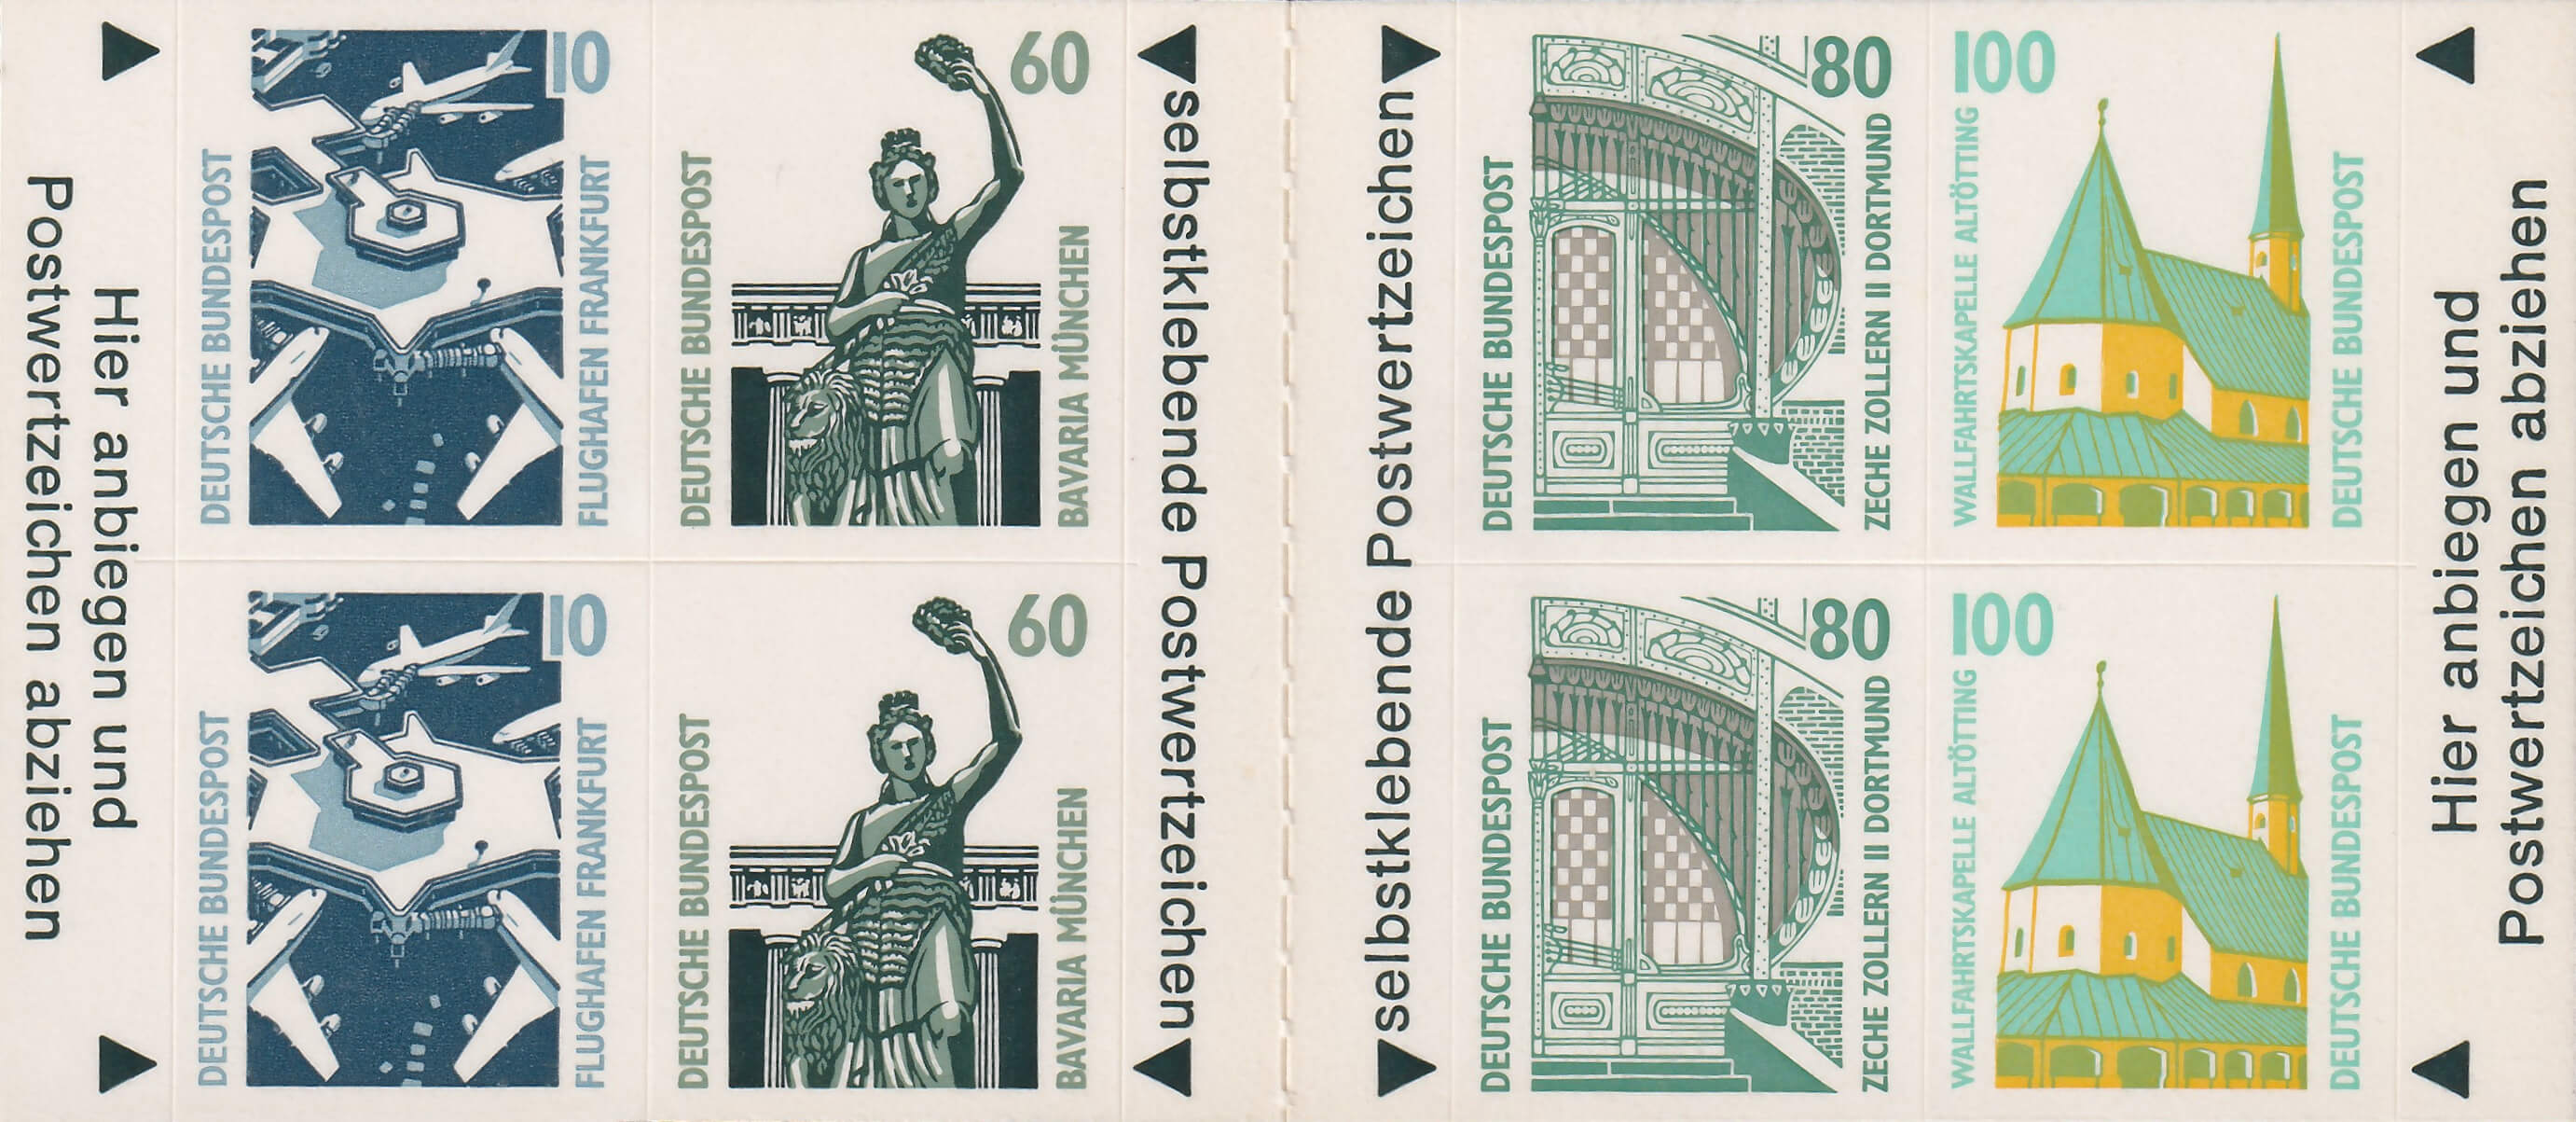 Hier anbiegen und
Postwertzeichen abziehen
DEUTSCHE BUNDESPOST
10
FLUGHAFEN FRANKFURT
DEUTSCHE BUNDESPOST
60
BAVARIA MÜNCHEN
DEUTSCHE BUNDESPOST
10
FLUGHAFEN FRANKFURT
DEUTSCHE BUNDESPOST
60
BAVARIA MÜNCHEN
selbstklebende Postwertzeichen
selbstklebende Postwertzeichen
DEUTSCHE BUNDESPOST
80
ZECHE ZOLLERN II DORTMUND
100
WALLFAHRTSKAPELLE ALTÖTTING
DEUTSCHE BUNDESPOST
DEUTSCHE BUNDESPOST
80
ZECHE ZOLLERN II DORTMUND
100
WALLFAHRTSKAPELLE ALTÖTTING
DEUTSCHE BUNDESPOST
Hier anbiegen und
Postwertzeichen abziehen